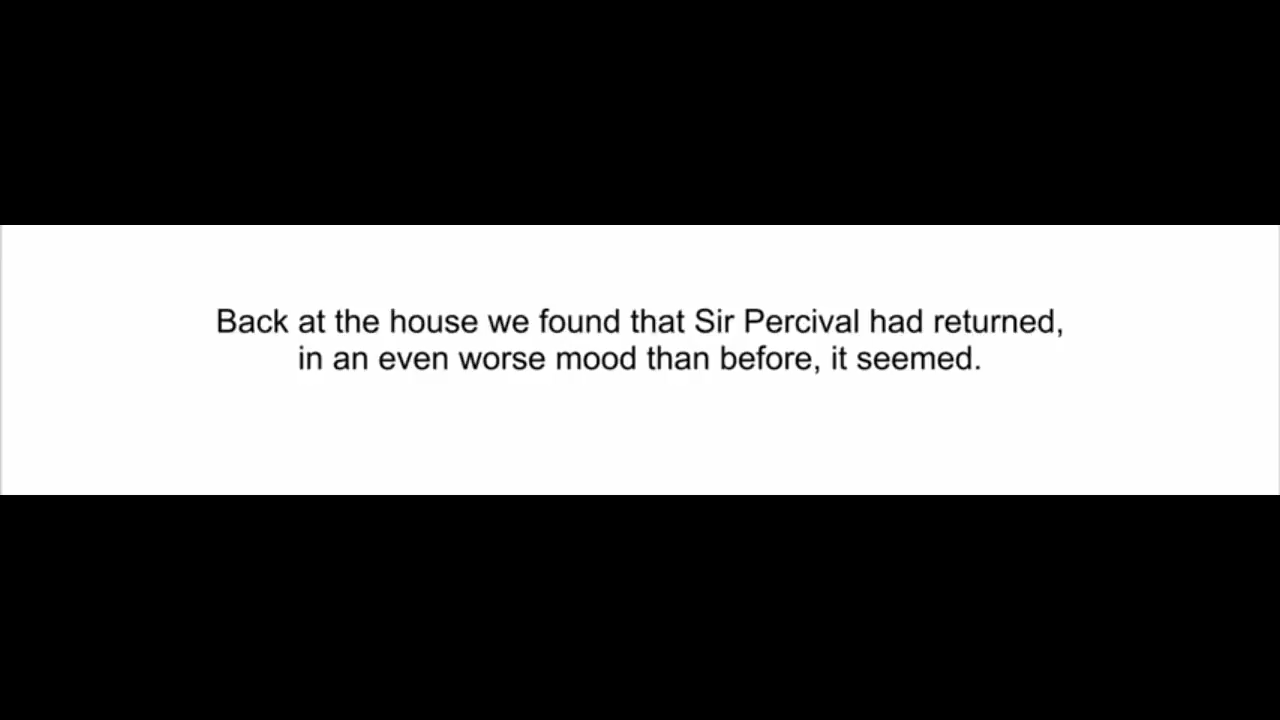 Back at the house we found that Sir Percival had returned,
in an even worse mood than before, it seemed.